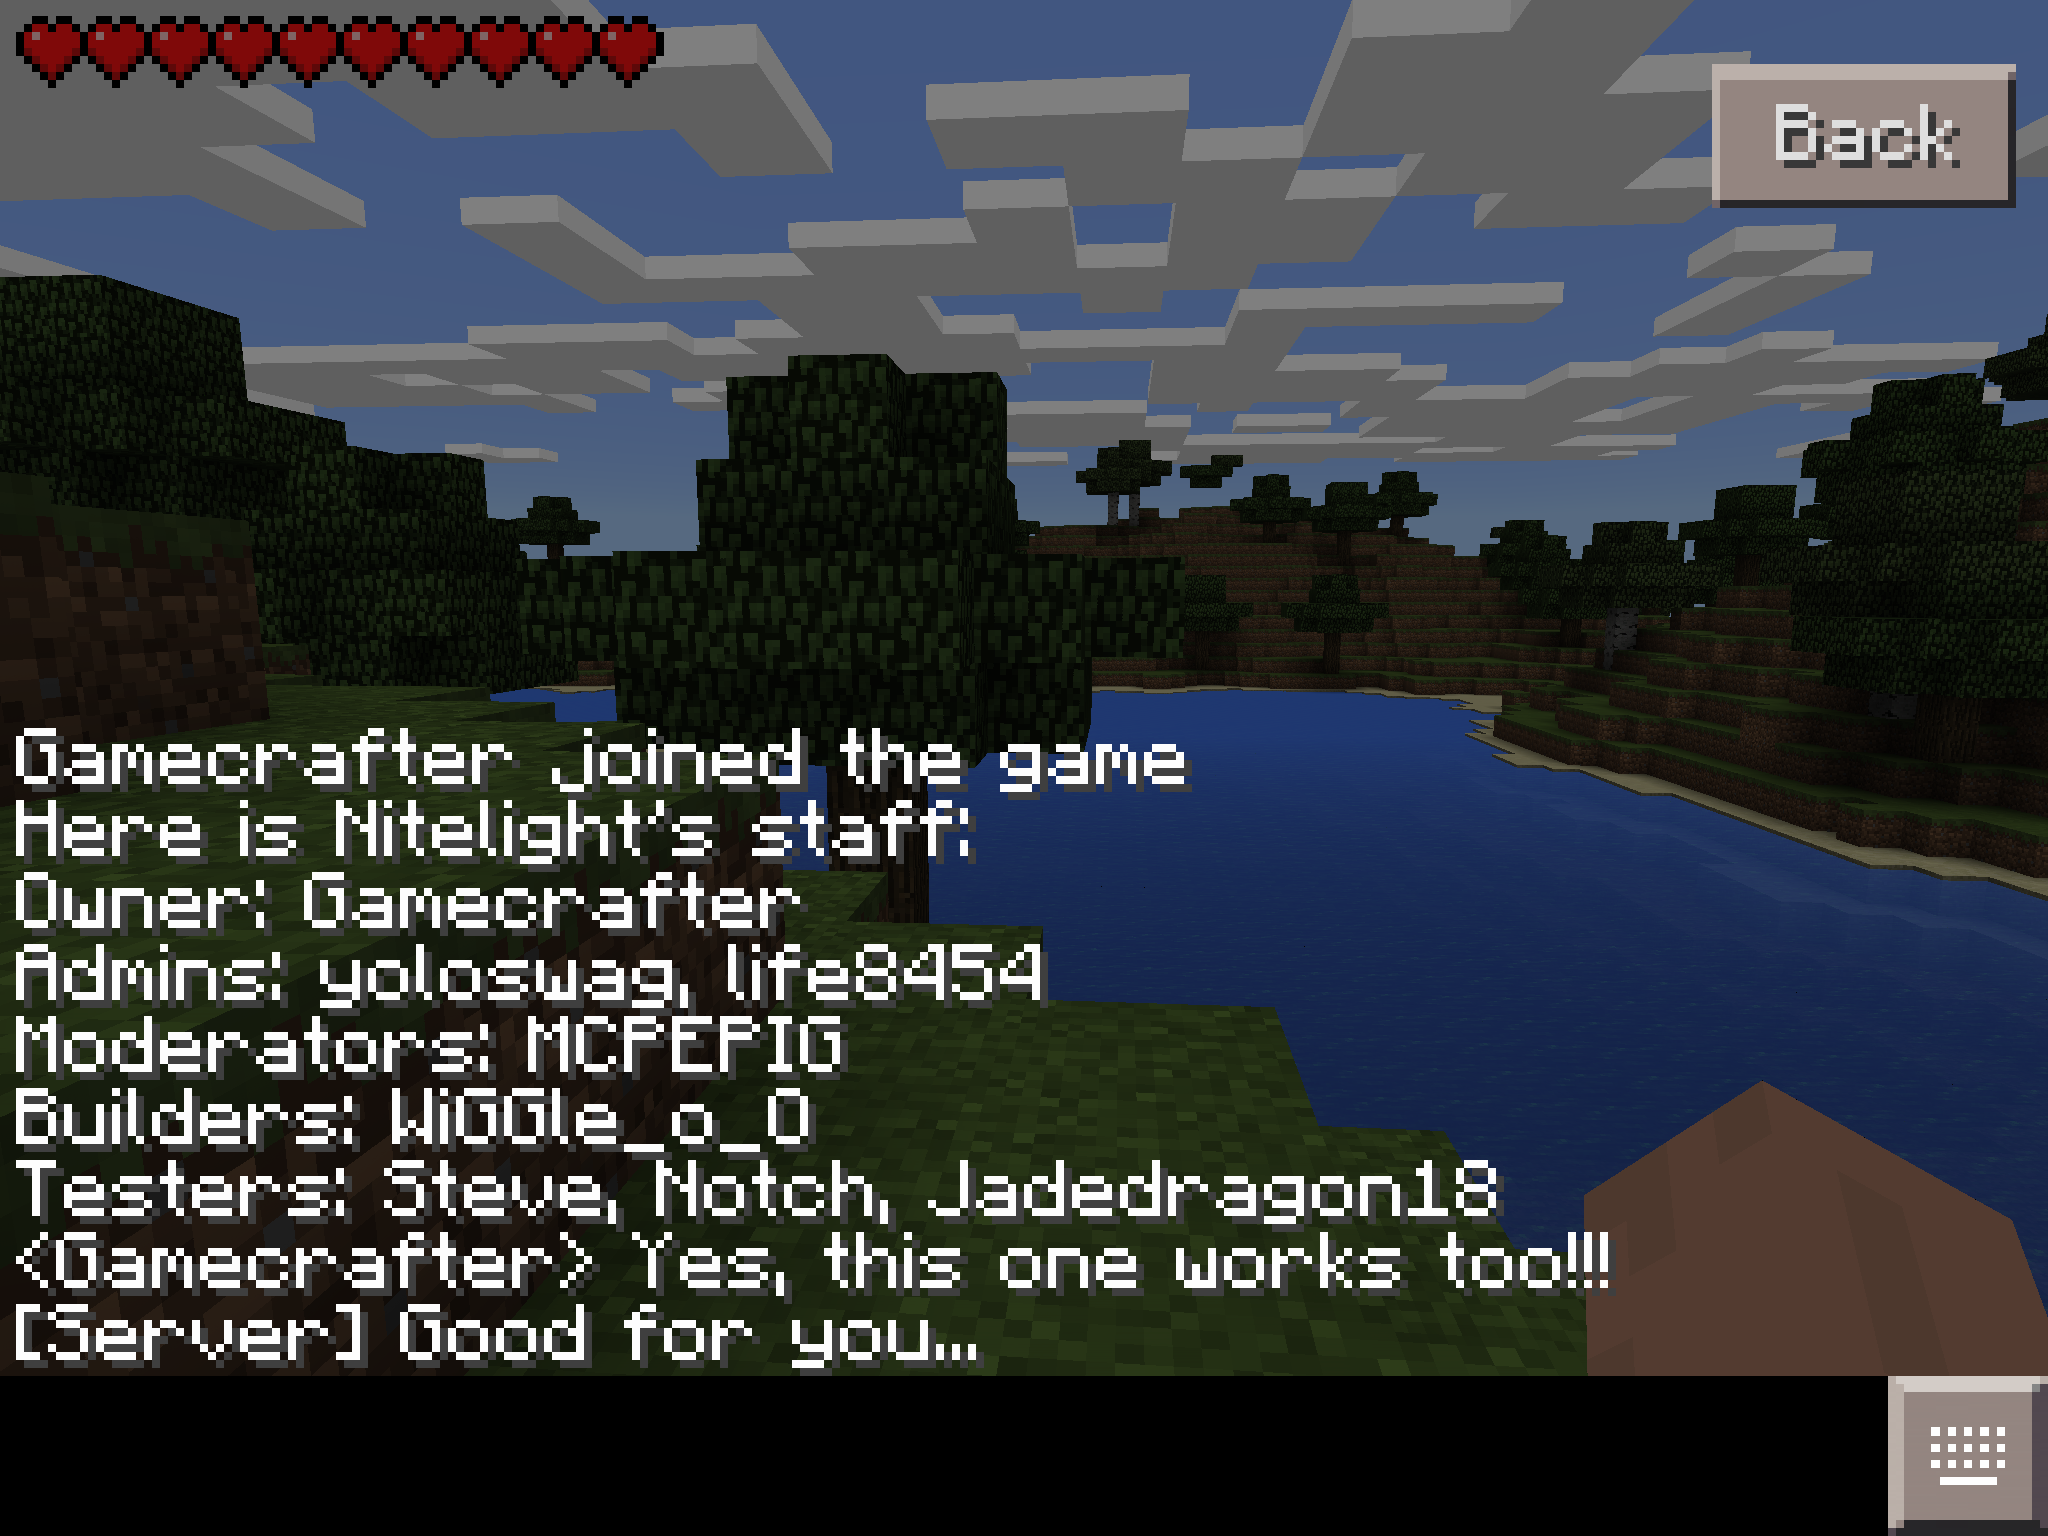 Back
Gamecrafter joined the game
Here is Nitelight's staff:
Owner: Gamecrafter
Admins: yoloswag, life8454
Moderators: MCPEPIG
Builders: WiGGle_o_O
Testers: Steve, Notch, Jadedragon18
<Gamecrafter> Yes, this one works too!!!
[Server] Good for you...